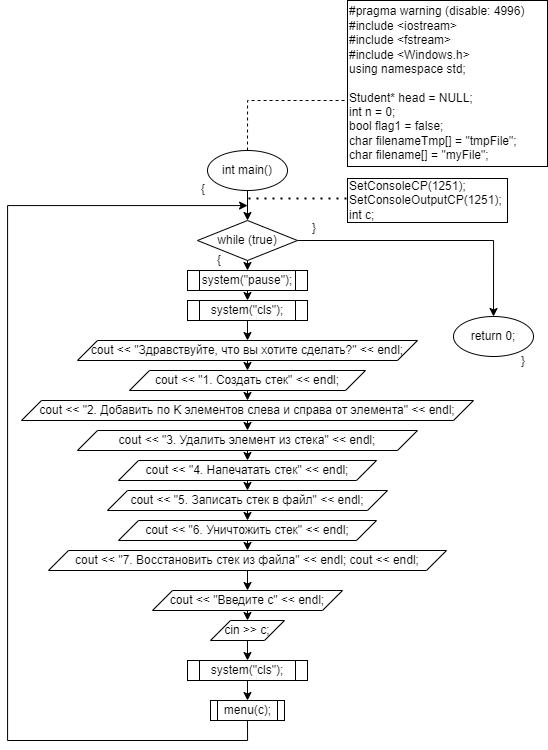 #pragma warning (disable: 4996)
#include <iostream>
#include <fstream>
#include <Windows.h>
using namespace std;
Student* head = NULL;
int n = 0;
bool flag1 = false;
char filenameTmp[] = "tmpFile";
char filename[] = "myFile";
int main()
{
SetConsoleCP(1251);
SetConsoleOutputCP(1251);
int c;
while (true)
}
{
system("pause");
system("cls");
return 0;
}
cout << "Здравствуйте, что вы хотите сделать?" << endl;
cout << "1. Создать стек" << endl;
cout << "2. Добавить по K элементов слева и справа от элемента" << endl;
cout << "3. Удалить элемент из стека" << endl;
cout << "4. Напечатать стек" << endl;
cout << "5. Записать стек в файл" << endl;
cout << "6. Уничтожить стек" << endl;
cout << "7. Восстановить стек из файла" << endl; cout << endl;
cout << "Введите c" << endl;
cin >> c;
system("cls");
menu(c);